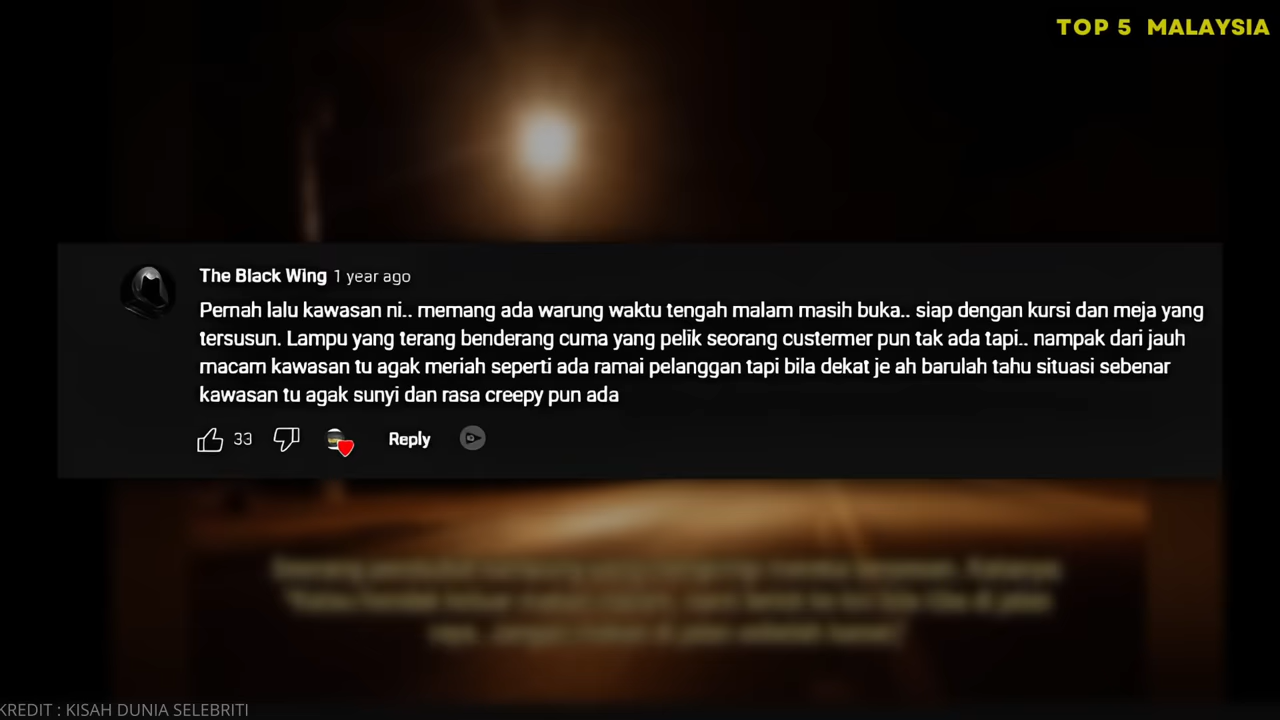 TOP 5 MALAYSIA
The Black Wing 1 year ago
Pernah lalu kawasan ni.. memang ada warung waktu tengah malam masih buka.. siap dengan kursi dan meja yang
tersusun. Lampu yang terang benderang cuma yang pelik seorang custermer pun tak ada tapi.. nampak dari jauh
macam kawasan tu agak meriah seperti ada ramai pelanggan tapi bila dekat je ah barulah tahu situasi sebenar
kawasan tu agak sunyi dan rasa creepy pun ada
33 Reply
KREDIT : KISAH DUNIA SELEBRITI